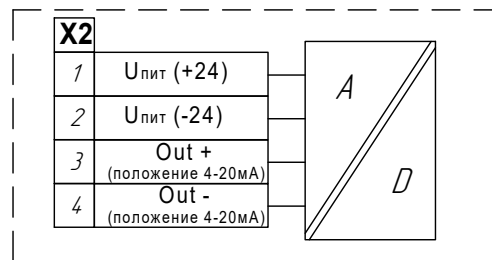 X2
1 Uпит (+24)
2 Uпит (-24)
3 Out +
(положение 4-20мА)
4 Out -
(положение 4-20мА)
A
D